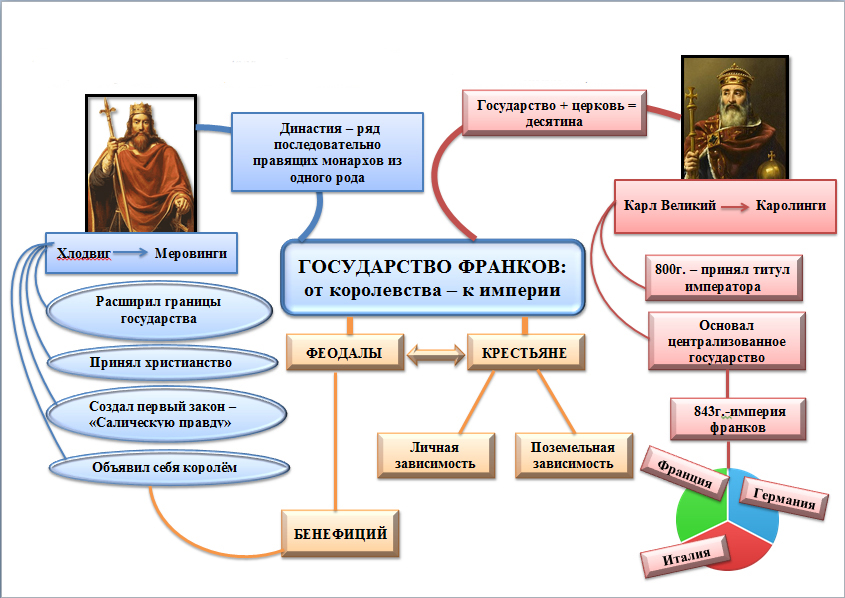 Династия – ряд
последовательно
правящих монархов из
одного рода
Государство + церковь =
десятина
Хлодвиг Меровинги
Карл Великий Каролинги
ГОСУДАРСТВО ФРАНКОВ:
от королевства – к империи
Расширил границы
государства
Принял христианство
Создал первый закон –
«Салическую правду»
Объявил себя королём
ФЕОДАЛЫ
КРЕСТЬЯНЕ
Личная
зависимость
Поземельная
зависимость
БЕНЕФИЦИЙ
800г. – принял титул
императора
Основал
централизованное
государство
843г.-империя
франков
Франция
Германия
Италия